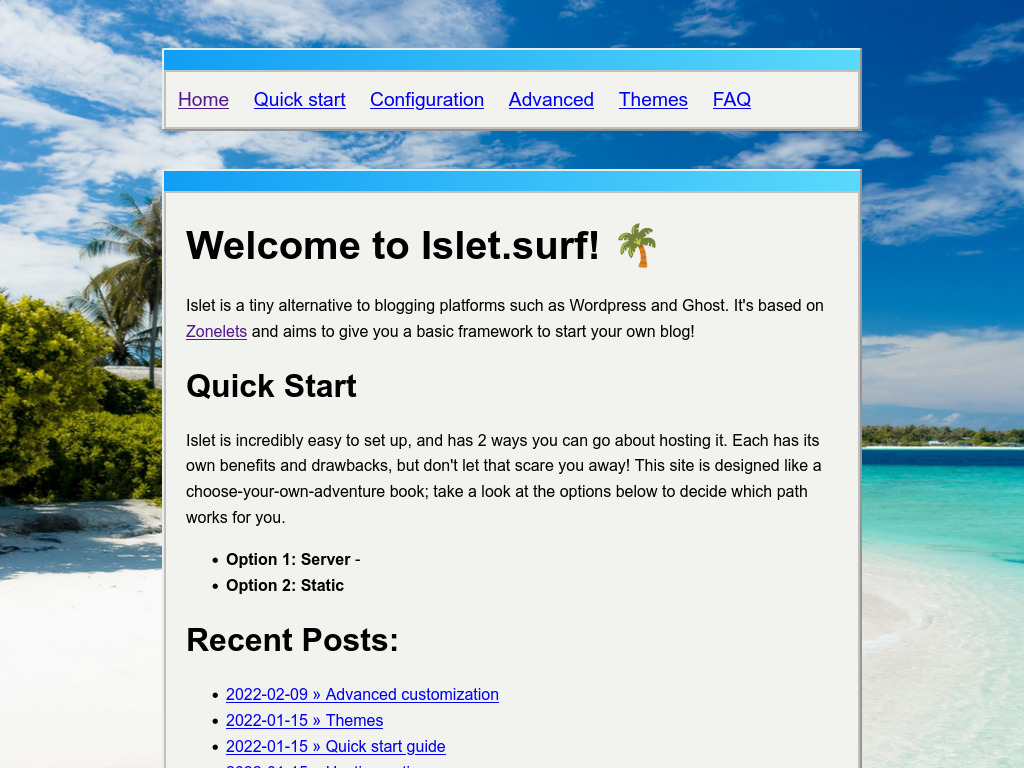 Home Quick start Configuration Advanced Themes FAQ
Welcome to Islet.surf! 🌴
Islet is a tiny alternative to blogging platforms such as Wordpress and Ghost. It's based on
Zonelets and aims to give you a basic framework to start your own blog!
Quick Start
Islet is incredibly easy to set up, and has 2 ways you can go about hosting it. Each has its
own benefits and drawbacks, but don't let that scare you away! This site is designed like a
choose-your-own-adventure book; take a look at the options below to decide which path
works for you.
• Option 1: Server -
• Option 2: Static
Recent Posts:
• 2022-02-09 » Advanced customization
• 2022-01-15 » Themes
• 2022-01-15 » Quick start guide